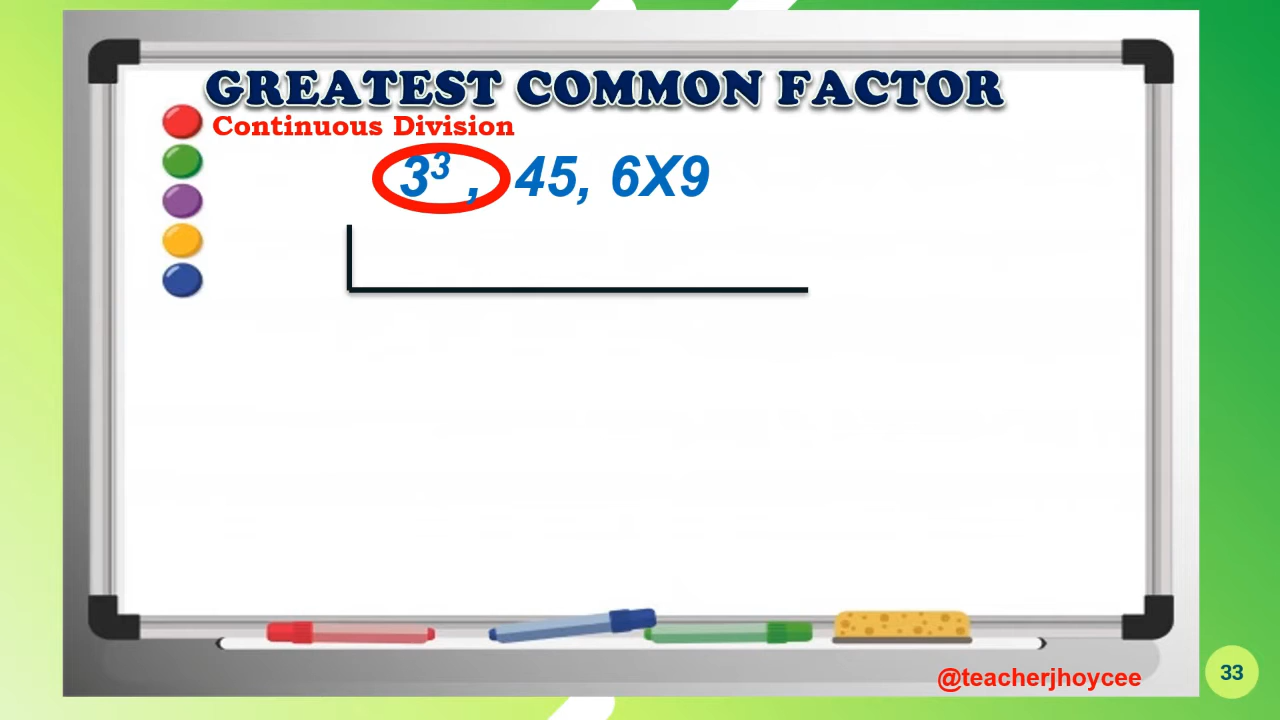 GREATEST COMMON FACTOR
Continuous Division
3³ , 45, 6X9
@teacherjhoycee
33